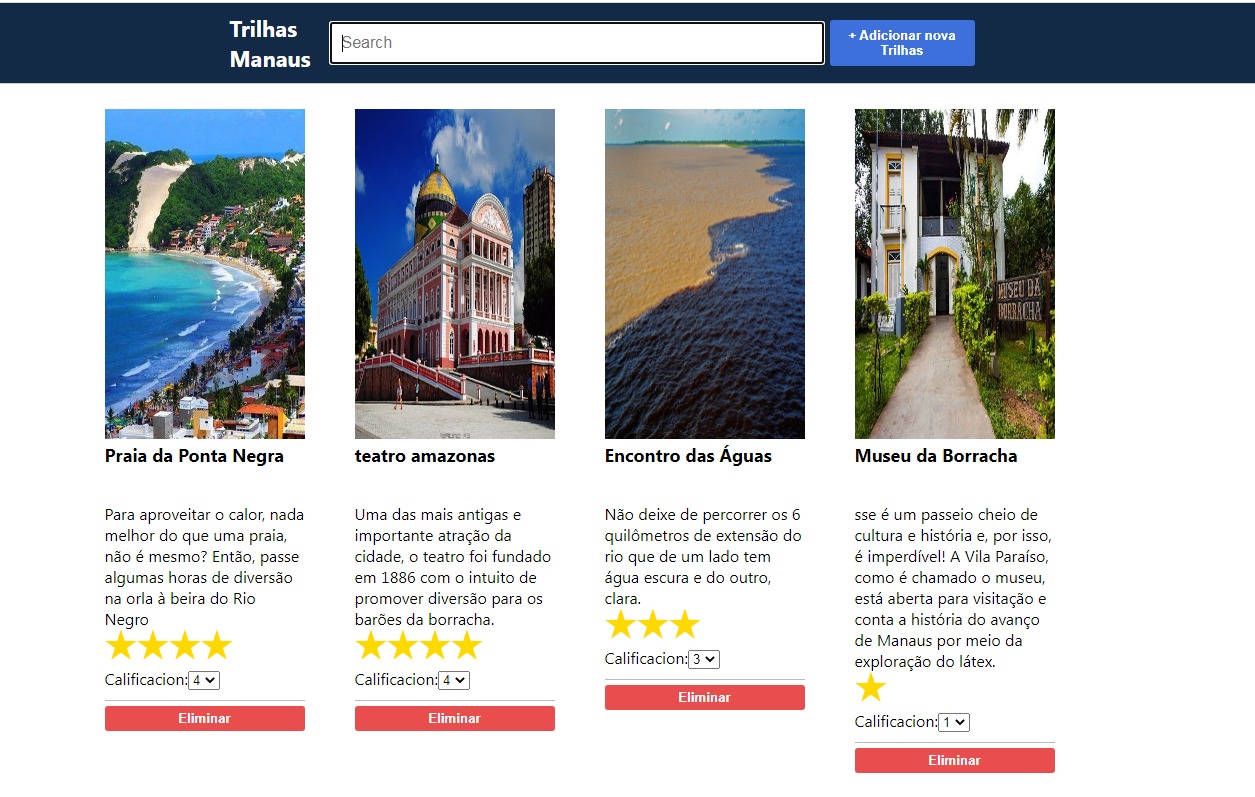 Trilhas
Manaus
Search
+ Adicionar nova
Trilhas
MUSEU DA
BORRACHA
Praia da Ponta Negra
Para aproveitar o calor, nada
melhor do que uma praia,
não é mesmo? Então, passe
algumas horas de diversão
na orla à beira do Rio
Negro
Calificacion: 4
Eliminar
teatro amazonas
Uma das mais antigas e
importante atração da
cidade, o teatro foi fundado
em 1886 com o intuito de
promover diversão para os
barões da borracha.
Calificacion: 4
Eliminar
Encontro das Águas
Não deixe de percorrer os 6
quilômetros de extensão do
rio que de um lado tem
água escura e do outro,
clara.
Calificacion: 3
Eliminar
Museu da Borracha
sse é um passeio cheio de
cultura e história e, por isso,
é imperdível! A Vila Paraíso,
como é chamado o museu,
está aberta para visitação e
conta a história do avanço
de Manaus por meio da
exploração do látex.
Calificacion: 1
Eliminar